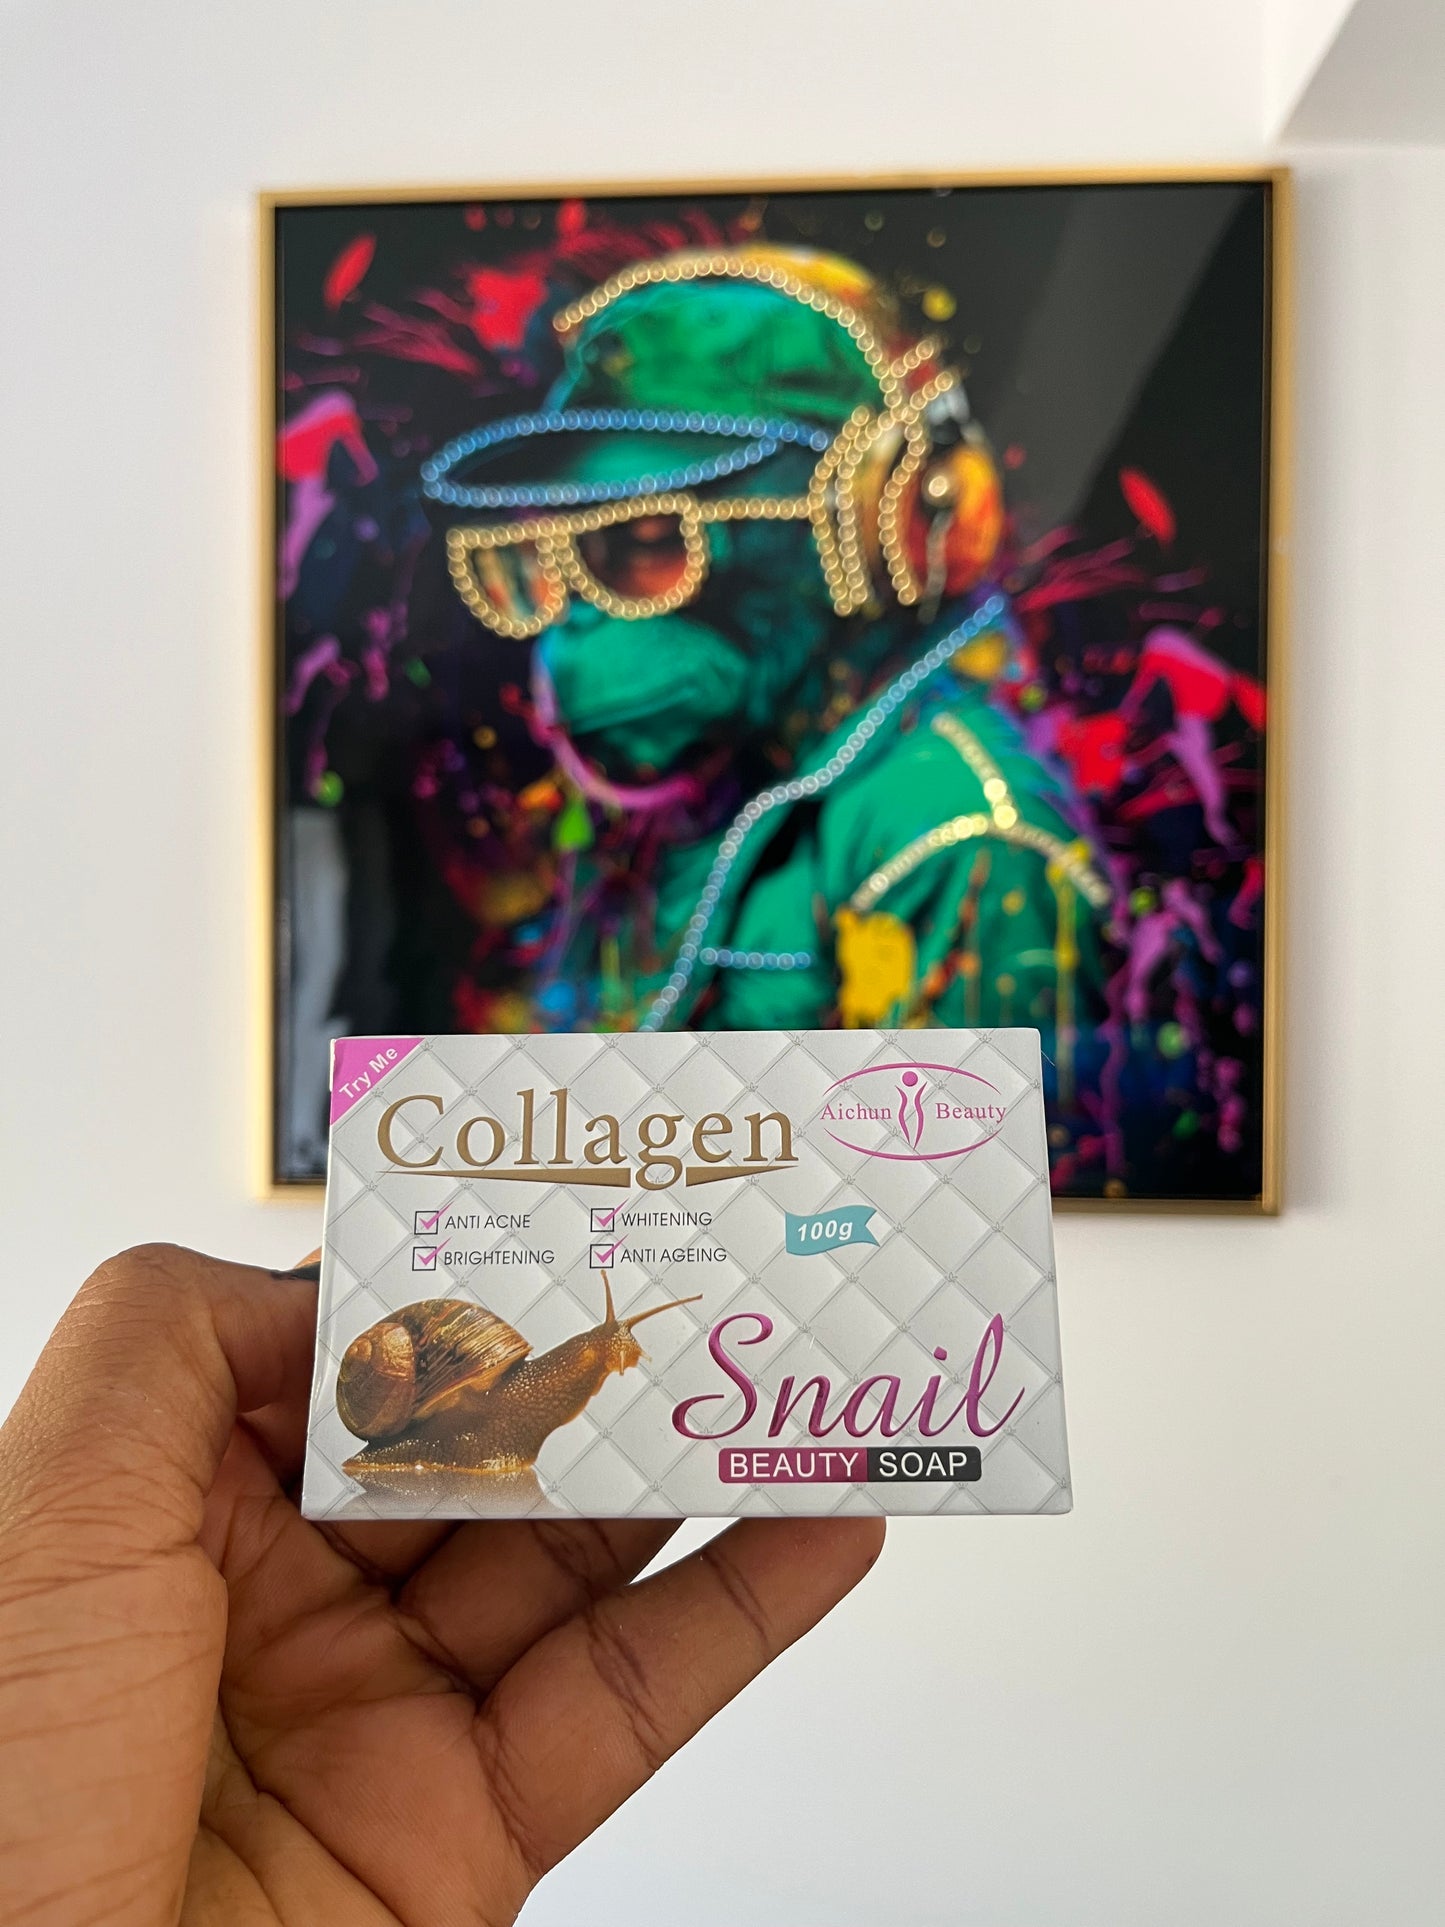 Try Me
Collagen
Aichun Beauty
ANTI ACNE
WHITENING
100g
BRIGHTENING
ANTI AGEING
Snail
BEAUTY SOAP